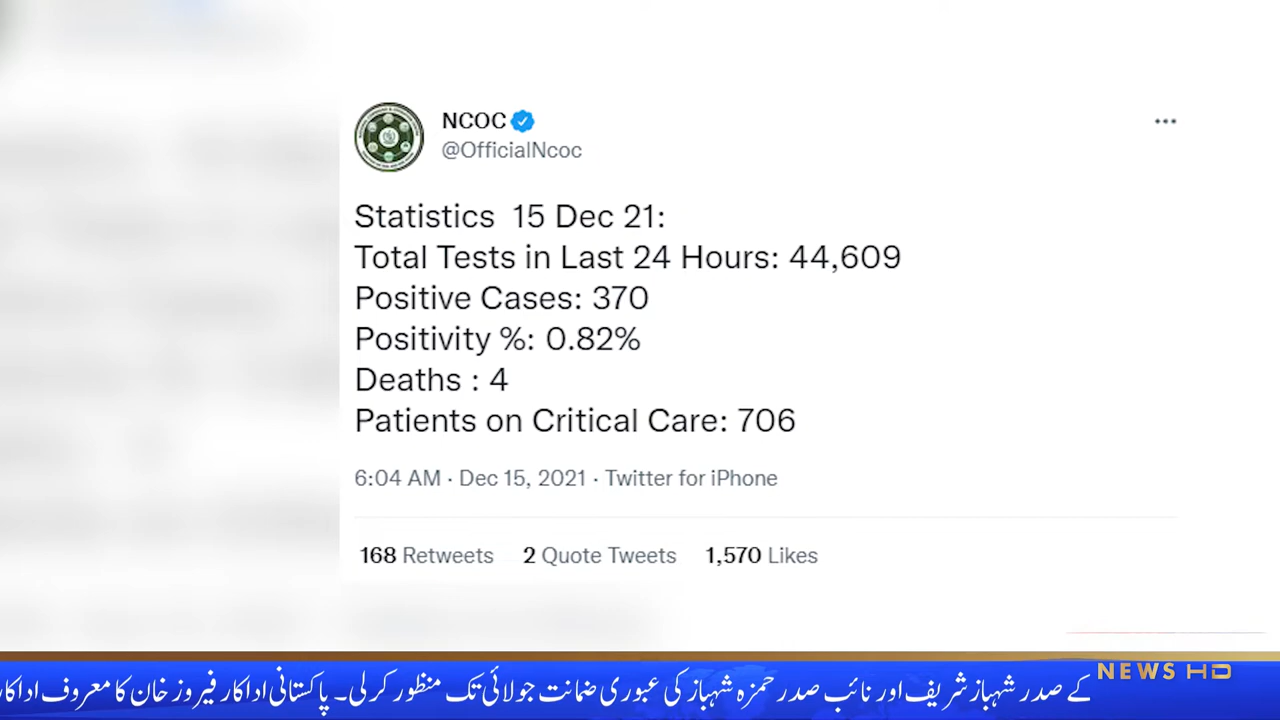 NCOC
@OfficialNcoc
Statistics 15 Dec 21:
Total Tests in Last 24 Hours: 44,609
Positive Cases: 370
Positivity %: 0.82%
Deaths : 4
Patients on Critical Care: 706
6:04 AM · Dec 15, 2021 · Twitter for iPhone
168 Retweets 2 Quote Tweets 1,570 Likes
NEWS HD
کے صدر شہباز شریف اور نائب صدر حمزہ شہباز کی عبوری ضمانت جولائی تک منظور کر لی۔ پاکستانی اداکار فیروز خان کا معروف اداکار